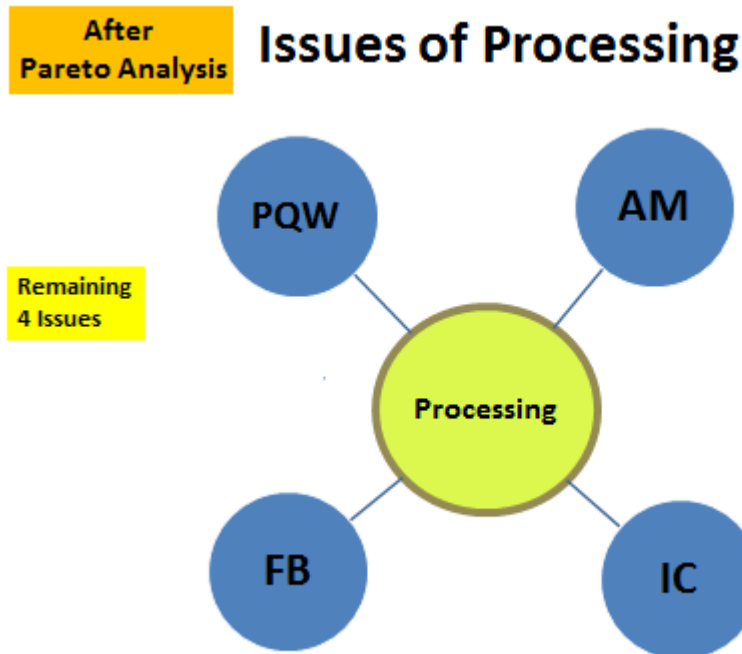 After
Pareto Analysis
Issues of Processing
PQW
AM
Remaining
4 Issues
Processing
FB
IC